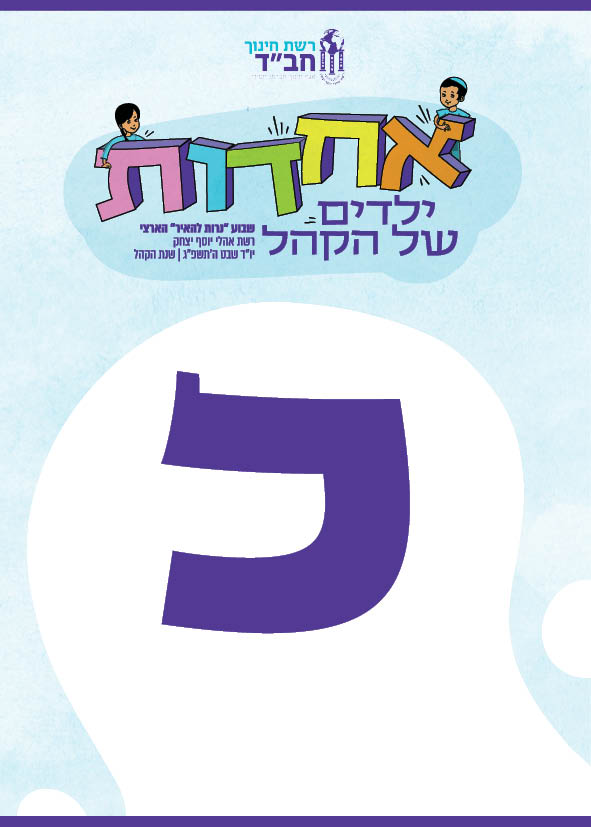 רשת חינוך
חב״ד
אחדות
ילדים
של הקהל
שבוע "נרות להאיר" הארצי
רשת אהלי יוסף יצחק
יו"ד שבט ה'תשפ"ג | שנת הקהל
כ